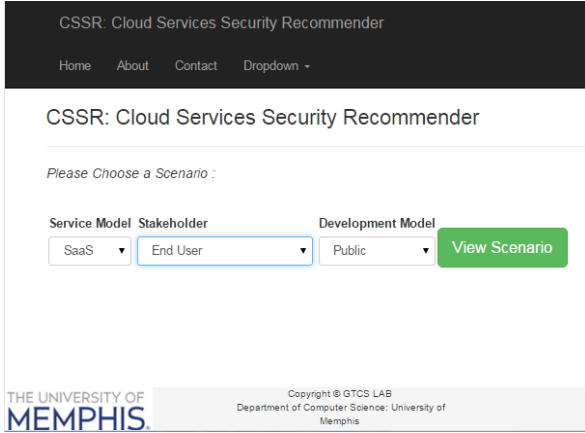 CSSR: Cloud Services Security Recommender
Home About Contact Dropdown
CSSR: Cloud Services Security Recommender
Please Choose a Scenario :
Service Model Stakeholder Development Model
SaaS End User Public View Scenario
THE UNIVERSITY OF
MEMPHIS.
Copyright © GTCS LAB
Department of Computer Science: University of
Memphis